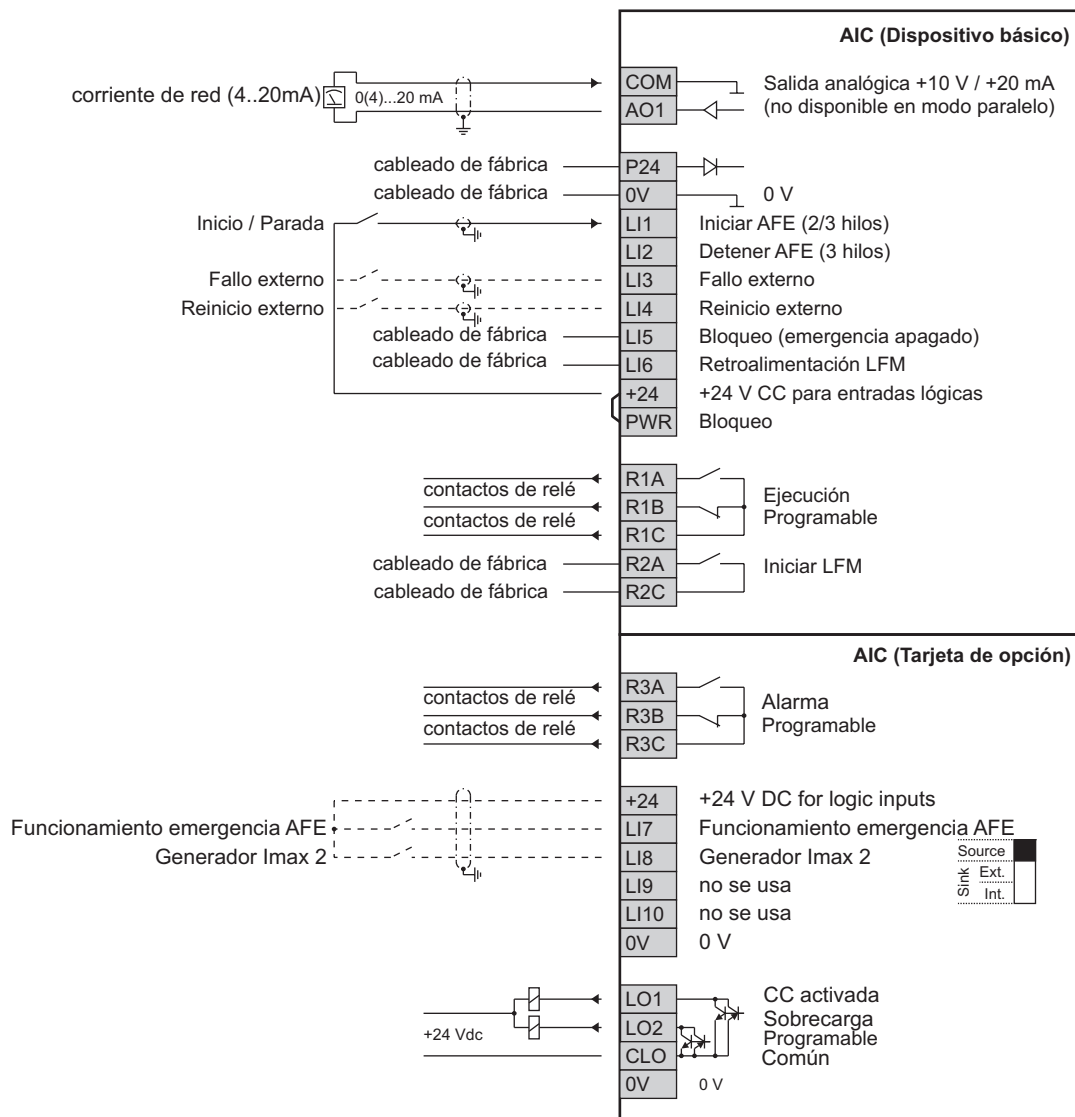 AIC (Dispositivo básico)
corriente de red (4..20mA) 0(4)...20 mA COM Salida analógica +10 V / +20 mA
AO1 (no disponible en modo paralelo)
cableado de fábrica P24
cableado de fábrica 0V 0 V
Inicio / Parada LI1 Iniciar AFE (2/3 hilos)
LI2 Detener AFE (3 hilos)
Fallo externo LI3 Fallo externo
Reinicio externo LI4 Reinicio externo
cableado de fábrica LI5 Bloqueo (emergencia apagado)
cableado de fábrica LI6 Retroalimentación LFM
+24 +24 V CC para entradas lógicas
PWR Bloqueo
contactos de relé R1A
R1B Ejecución
Programable
contactos de relé R1C
cableado de fábrica R2A Iniciar LFM
cableado de fábrica R2C
AIC (Tarjeta de opción)
contactos de relé R3A
R3B Alarma
Programable
contactos de relé R3C
+24 +24 V DC for logic inputs
Funcionamiento emergencia AFE LI7 Funcionamiento emergencia AFE
Generador Imax 2 LI8 Generador Imax 2
Source
Sink Ext.
Int.
LI9 no se usa
LI10 no se usa
0V 0 V
LO1 CC activada
+24 Vdc LO2 Sobrecarga
Programable
CLO Común
0V 0 V